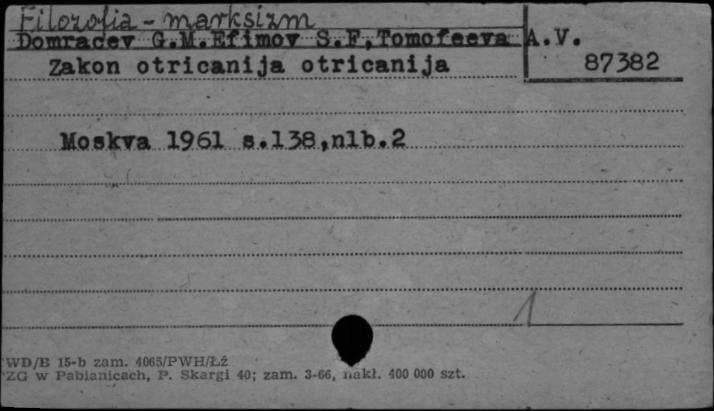 Filozofia - marksizm
Domracev G.M.Efimov S.F,Tomofeeva A.V.
Zakon otricanija otricanija 87382
Moskva 1961 s.138,nlb.2
1
WD/B 15-b zam. 4065/PWH/Łź
ZG w Pabianicach, P. Skargi 40; zam. 3-66, nakł. 400 000 szt.